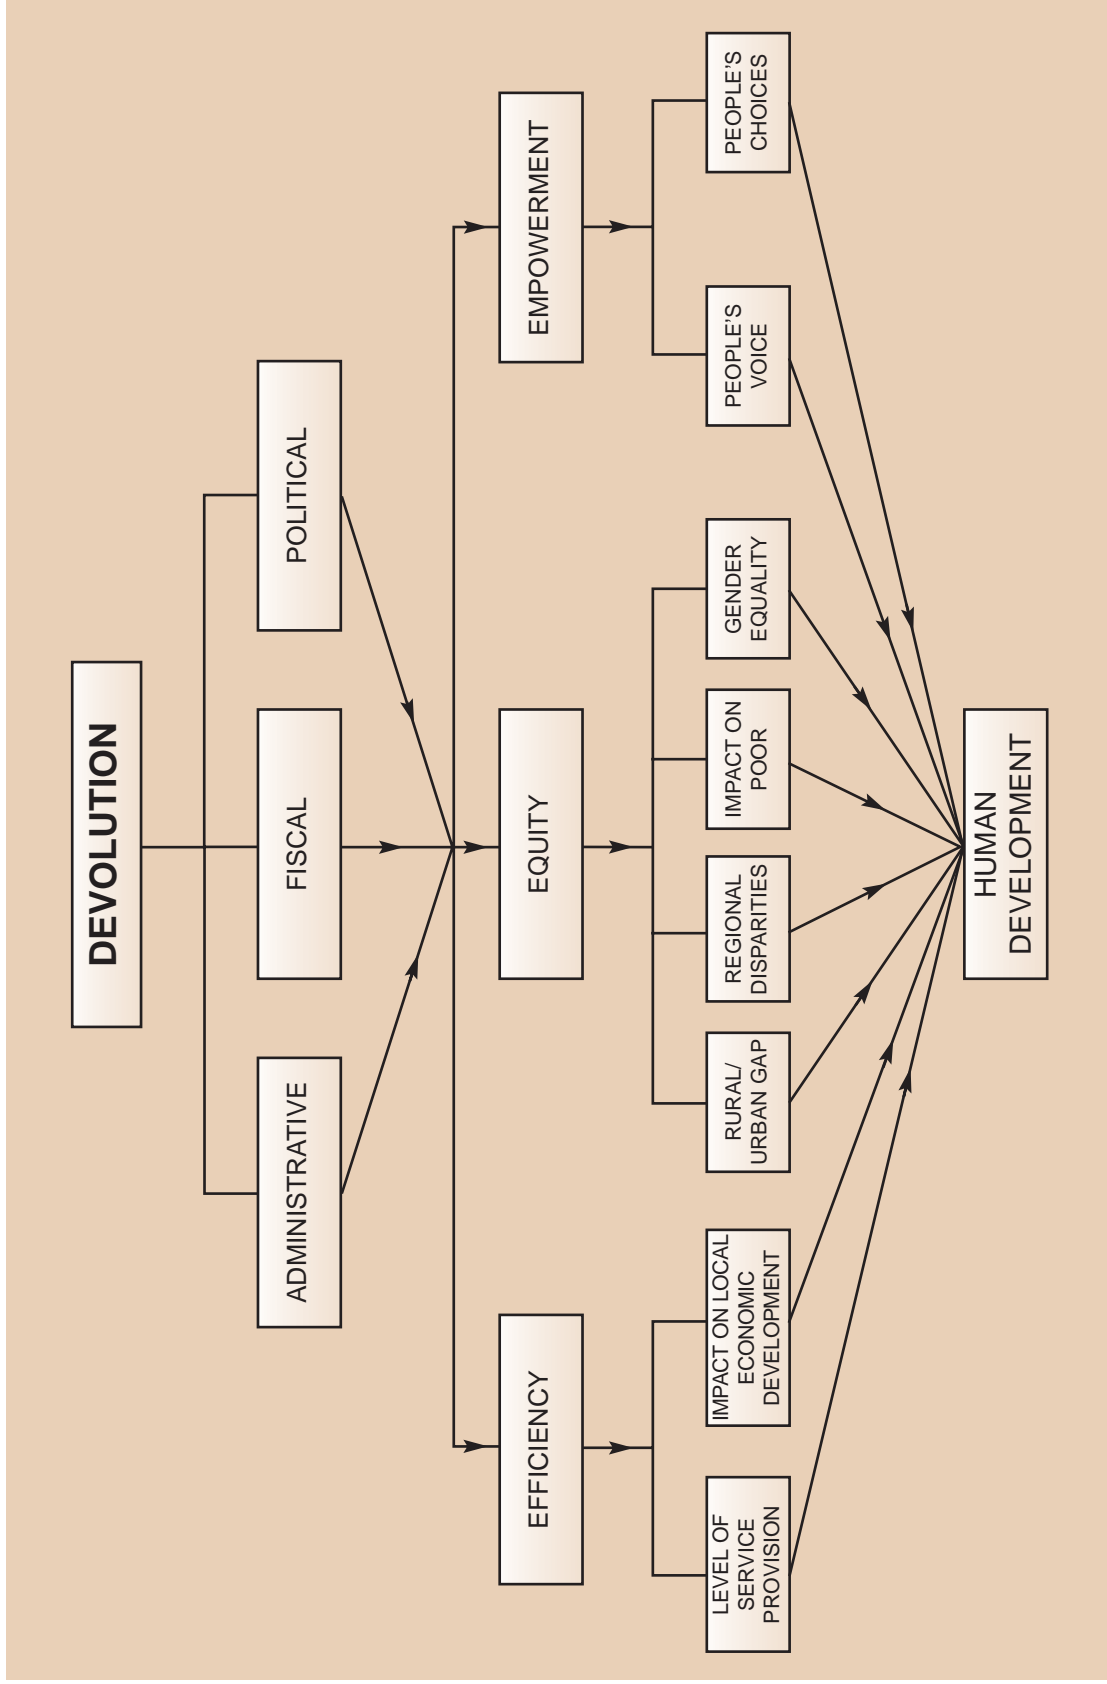 DEVOLUTION
ADMINISTRATIVE
FISCAL
POLITICAL
EFFICIENCY
EQUITY
EMPOWERMENT
LEVEL OF
SERVICE
PROVISION
IMPACT ON LOCAL
ECONOMIC
DEVELOPMENT
RURAL/
URBAN GAP
REGIONAL
DISPARITIES
IMPACT ON
POOR
GENDER
EQUALITY
PEOPLE'S
VOICE
PEOPLE'S
CHOICES
HUMAN
DEVELOPMENT